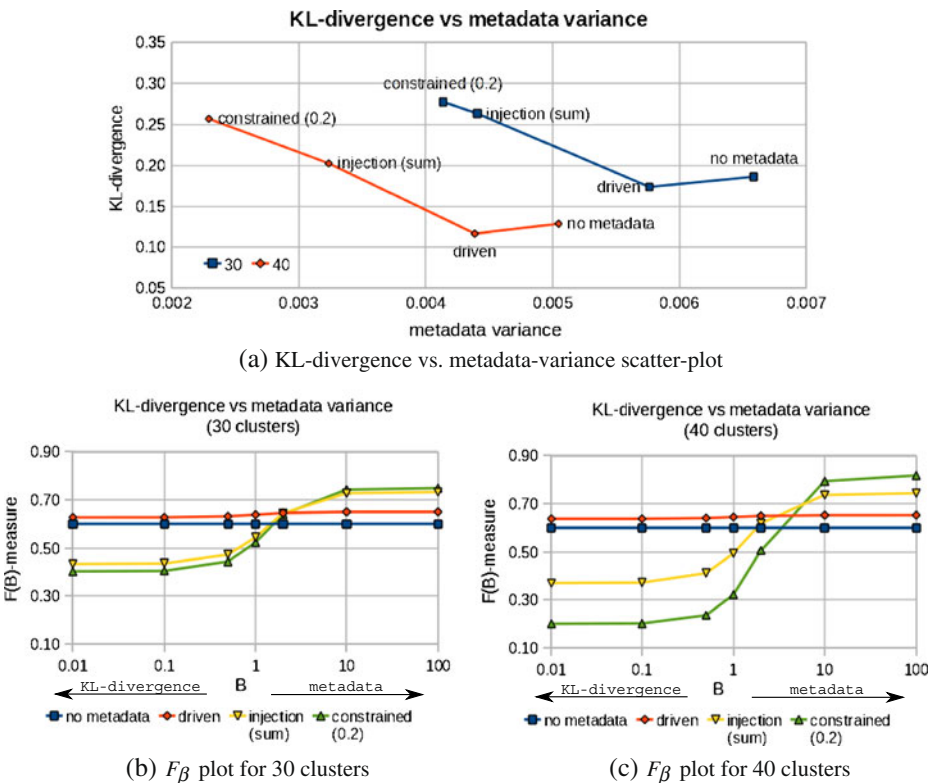 KL-divergence vs metadata variance
0.35
0.30
0.25
0.20
0.15
0.10
0.05
KL-divergence
constrained (0.2)
injection (sum)
constrained (0.2)
injection (sum)
no metadata
driven
no metadata
driven
30 40
0.002 0.003 0.004 0.005 0.006 0.007
metadata variance
(a) KL-divergence vs. metadata-variance scatter-plot
KL-divergence vs metadata variance
(30 clusters)
0.90
0.70
0.50
0.30
0.10
F(B)-measure
0.01 0.1 1 10 100
KL-divergence B metadata
no metadata driven injection (sum) constrained (0.2)
(b) Fβ plot for 30 clusters
KL-divergence vs metadata variance
(40 clusters)
0.90
0.70
0.50
0.30
0.10
F(B)-measure
0.01 0.1 1 10 100
KL-divergence B metadata
no metadata driven injection (sum) constrained (0.2)
(c) Fβ plot for 40 clusters